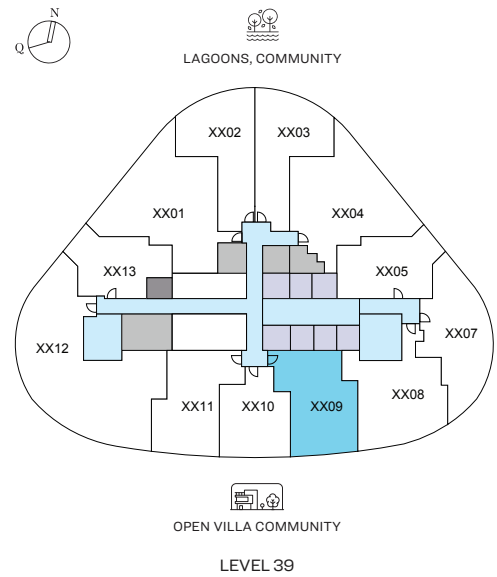 N
Q
LAGOONS, COMMUNITY
XX02
XX03
XX01
XX04
XX13
XX05
XX12
XX07
XX11
XX10
XX09
XX08
OPEN VILLA COMMUNITY
LEVEL 39